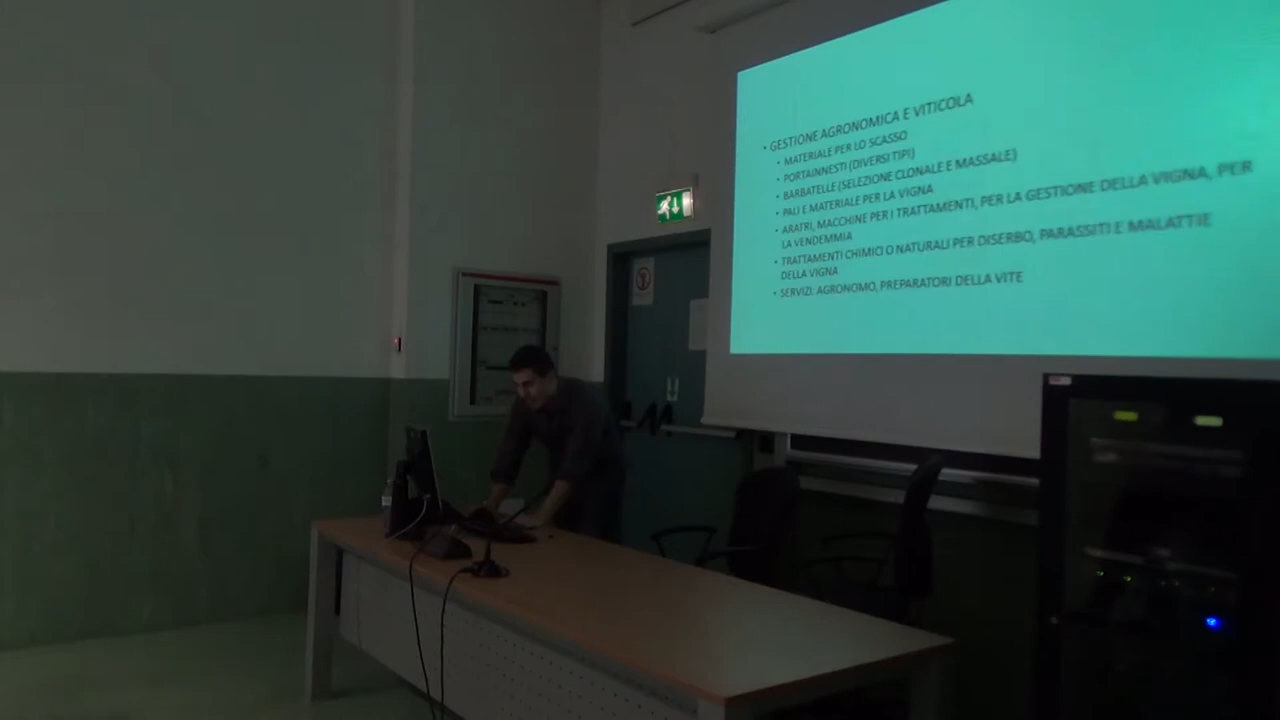 • GESTIONE AGRONOMICA E VITICOLA
• MATERIALE PER LO SCASSO
• PORTAINNESTI (DIVERSI TIPI)
• BARBATELLE (SELEZIONE CLONALE E MASSALE)
• PALI E MATERIALE PER LA VIGNA
• ARATRI, MACCHINE PER I TRATTAMENTI, PER LA GESTIONE DELLA VIGNA, PER
LA VENDEMMIA
• TRATTAMENTI CHIMICI O NATURALI PER DISERBO, PARASSITI E MALATTIE
DELLA VIGNA
• SERVIZI: AGRONOMO, PREPARATORI DELLA VITE